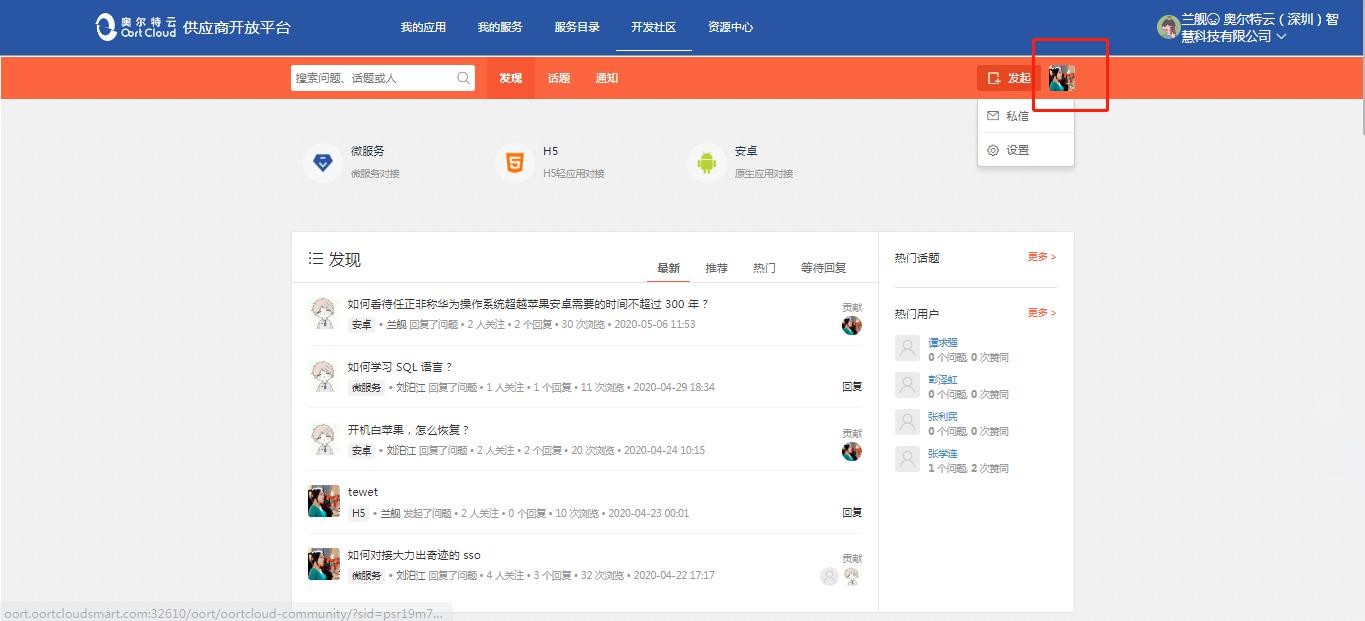 奥尔特云 Oort Cloud 供应商开放平台 我的应用 我的服务 服务目录 开发社区 资源中心
兰舰 奥尔特云（深圳）智
慧科技有限公司
搜索问题、话题或人 发现 话题 通知 发起
私信
设置
微服务
微服务对接
H5
H5轻应用对接
安卓
原生应用对接
发现 最新 推荐 热门 等待回复
如何看待任正非称华为操作系统超越苹果安卓需要的时间不超过 300 年？ 贡献
安卓 • 兰舰 回复了问题 • 2 人关注 • 2 个回复 • 30 次浏览 • 2020-05-06 11:53
如何学习 SQL 语言？
微服务 • 刘洎江 回复了问题 • 1 人关注 • 1 个回复 • 11 次浏览 • 2020-04-29 18:34 回复
开机白苹果，怎么恢复？ 贡献
安卓 • 刘洎江 回复了问题 • 2 人关注 • 2 个回复 • 20 次浏览 • 2020-04-24 10:15
tewet
H5 • 兰舰 发起了问题 • 2 人关注 • 0 个回复 • 10 次浏览 • 2020-04-23 00:01 回复
如何对接大力出奇迹的 sso 贡献
微服务 • 刘洎江 回复了问题 • 4 人关注 • 3 个回复 • 32 次浏览 • 2020-04-22 17:17
热门话题 更多 >
热门用户 更多 >
谭求强
0 个问题, 0 次赞同
彭泽虹
0 个问题, 0 次赞同
张利民
0 个问题, 0 次赞同
张学连
1 个问题, 2 次赞同
oort.oortcloudsmart.com:32610/oort/oortcloud-community/?sid=psr19m7...